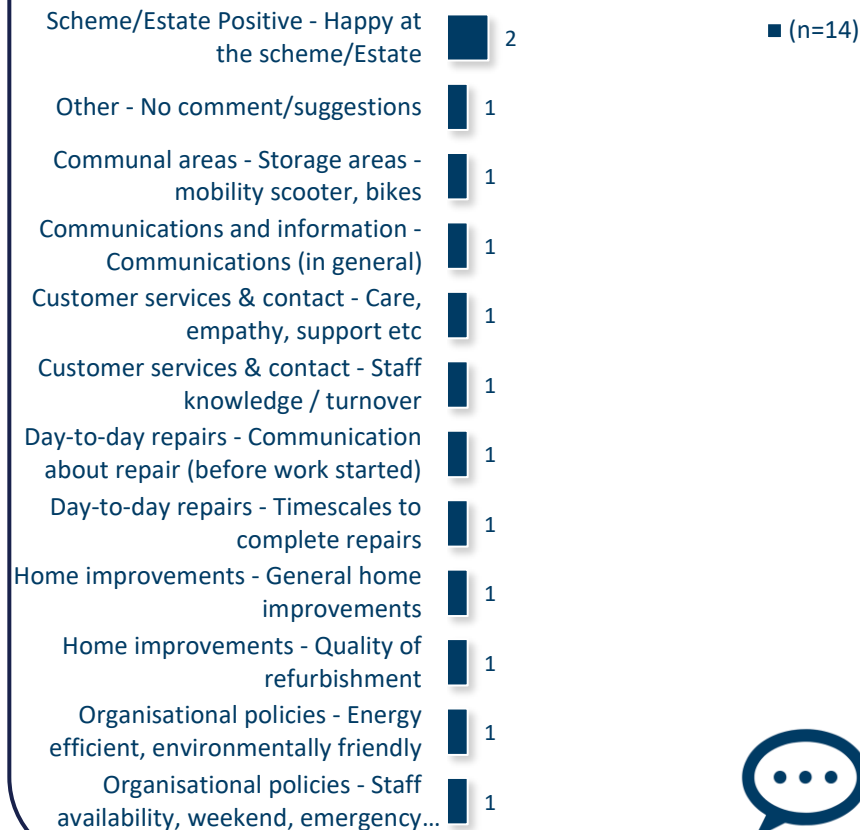 Scheme/Estate Positive - Happy at
the scheme/Estate
2
(n=14)
Other - No comment/suggestions
1
Communal areas - Storage areas -
mobility scooter, bikes
1
Communications and information -
Communications (in general)
1
Customer services & contact - Care,
empathy, support etc
1
Customer services & contact - Staff
knowledge / turnover
1
Day-to-day repairs - Communication
about repair (before work started)
1
Day-to-day repairs - Timescales to
complete repairs
1
Home improvements - General home
improvements
1
Home improvements - Quality of
refurbishment
1
Organisational policies - Energy
efficient, environmentally friendly
1
Organisational policies - Staff
availability, weekend, emergency…
1